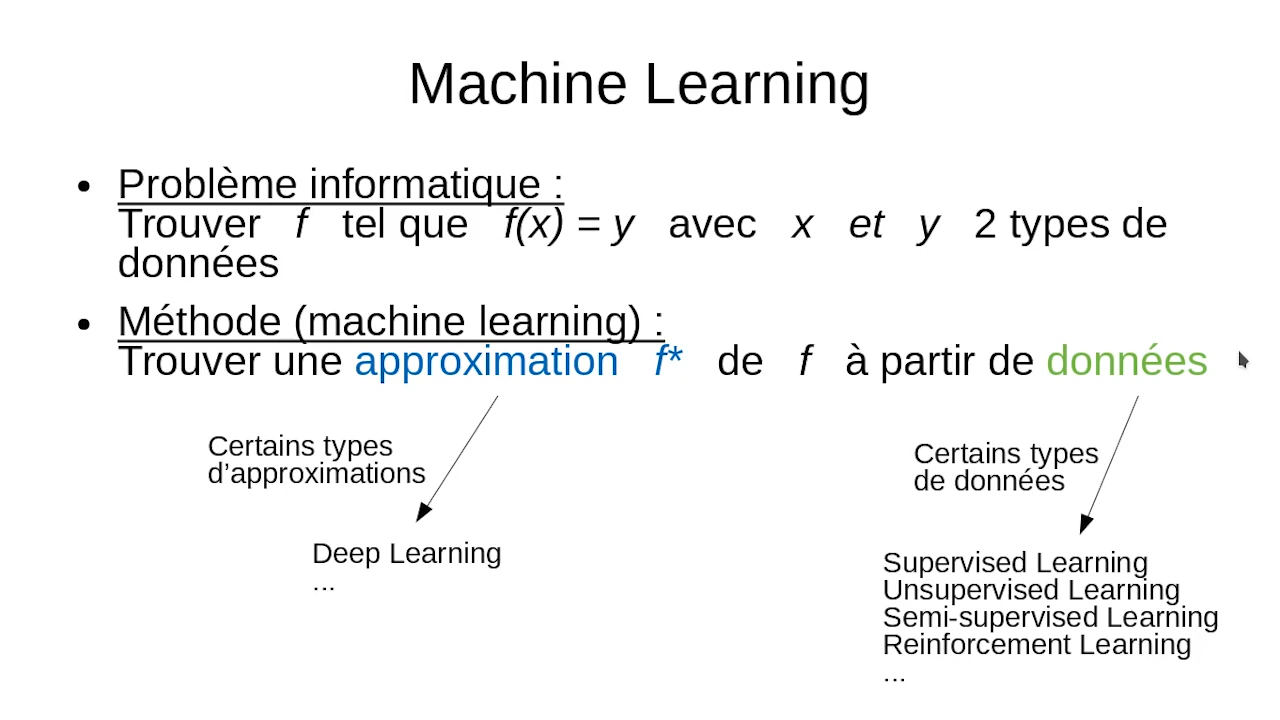 Machine Learning
• Problème informatique :
Trouver f tel que f(x) = y avec x et y 2 types de
données
• Méthode (machine learning) :
Trouver une approximation f* de f à partir de données
Certains types
d’approximations
Deep Learning
...
Certains types
de données
Supervised Learning
Unsupervised Learning
Semi-supervised Learning
Reinforcement Learning
...